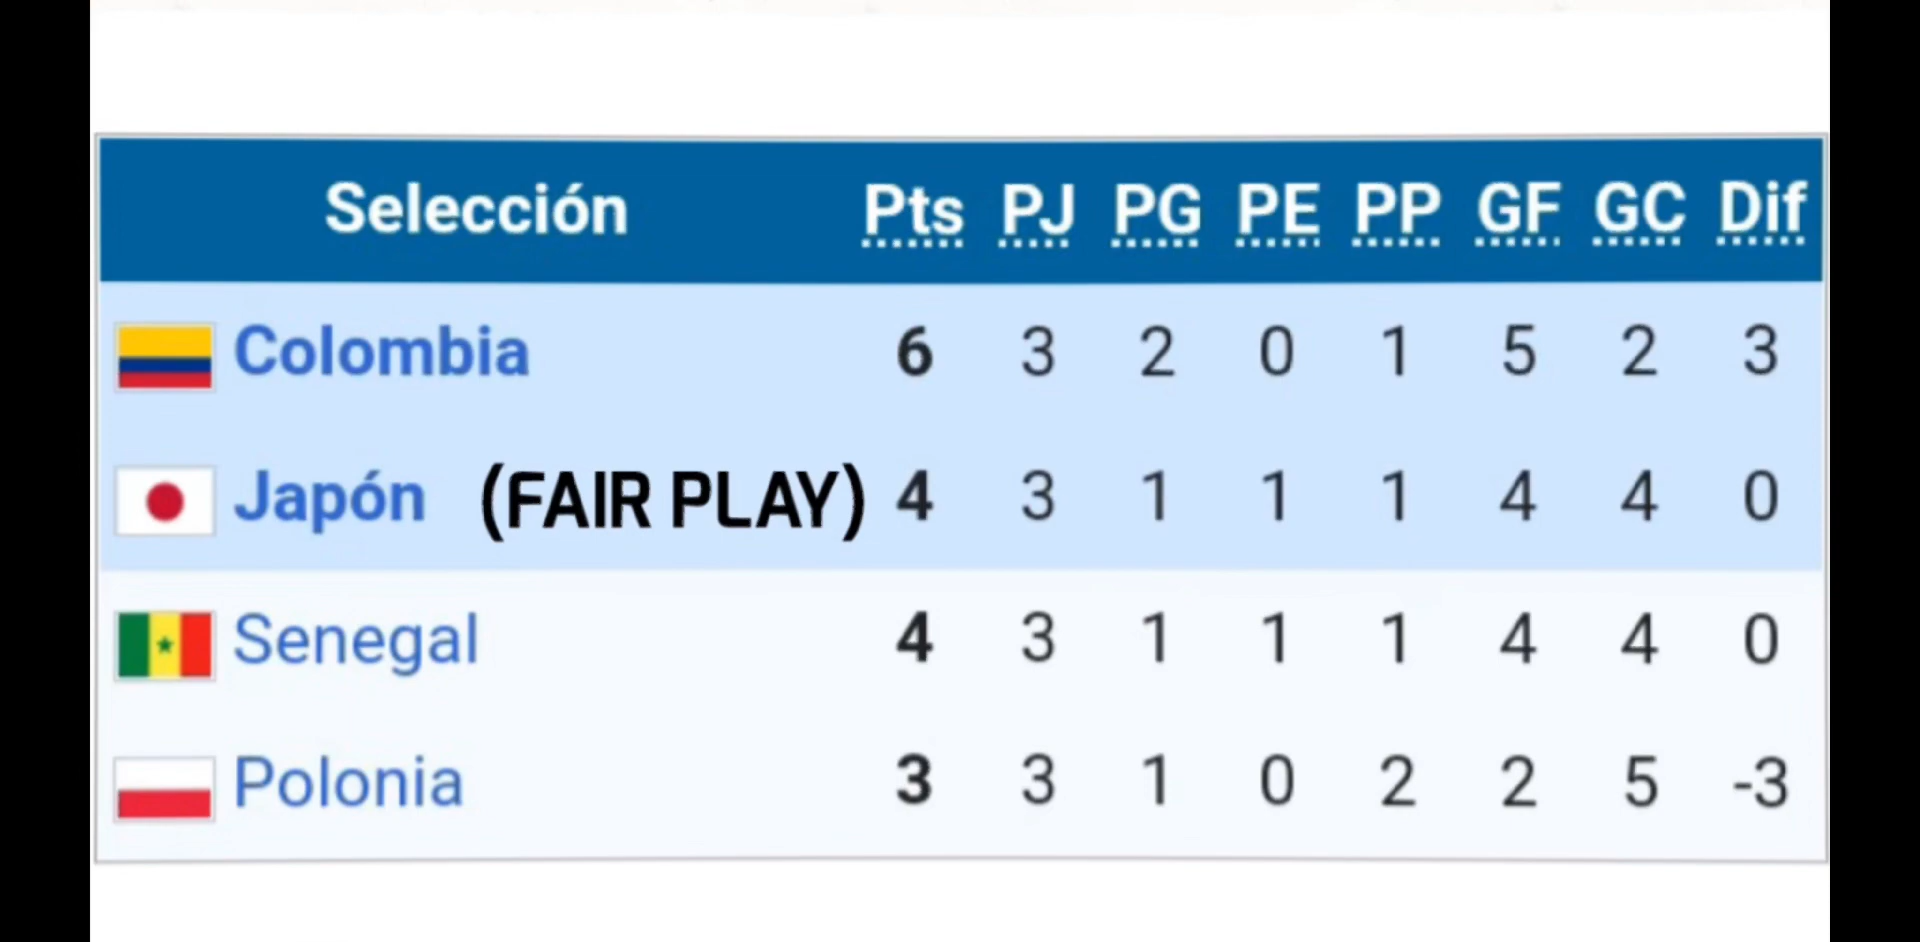 Selección Pts PJ PG PE PP GF GC Dif
Colombia 6 3 2 0 1 5 2 3
Japón (FAIR PLAY) 4 3 1 1 1 4 4 0
Senegal 4 3 1 1 1 4 4 0
Polonia 3 3 1 0 2 2 5 -3